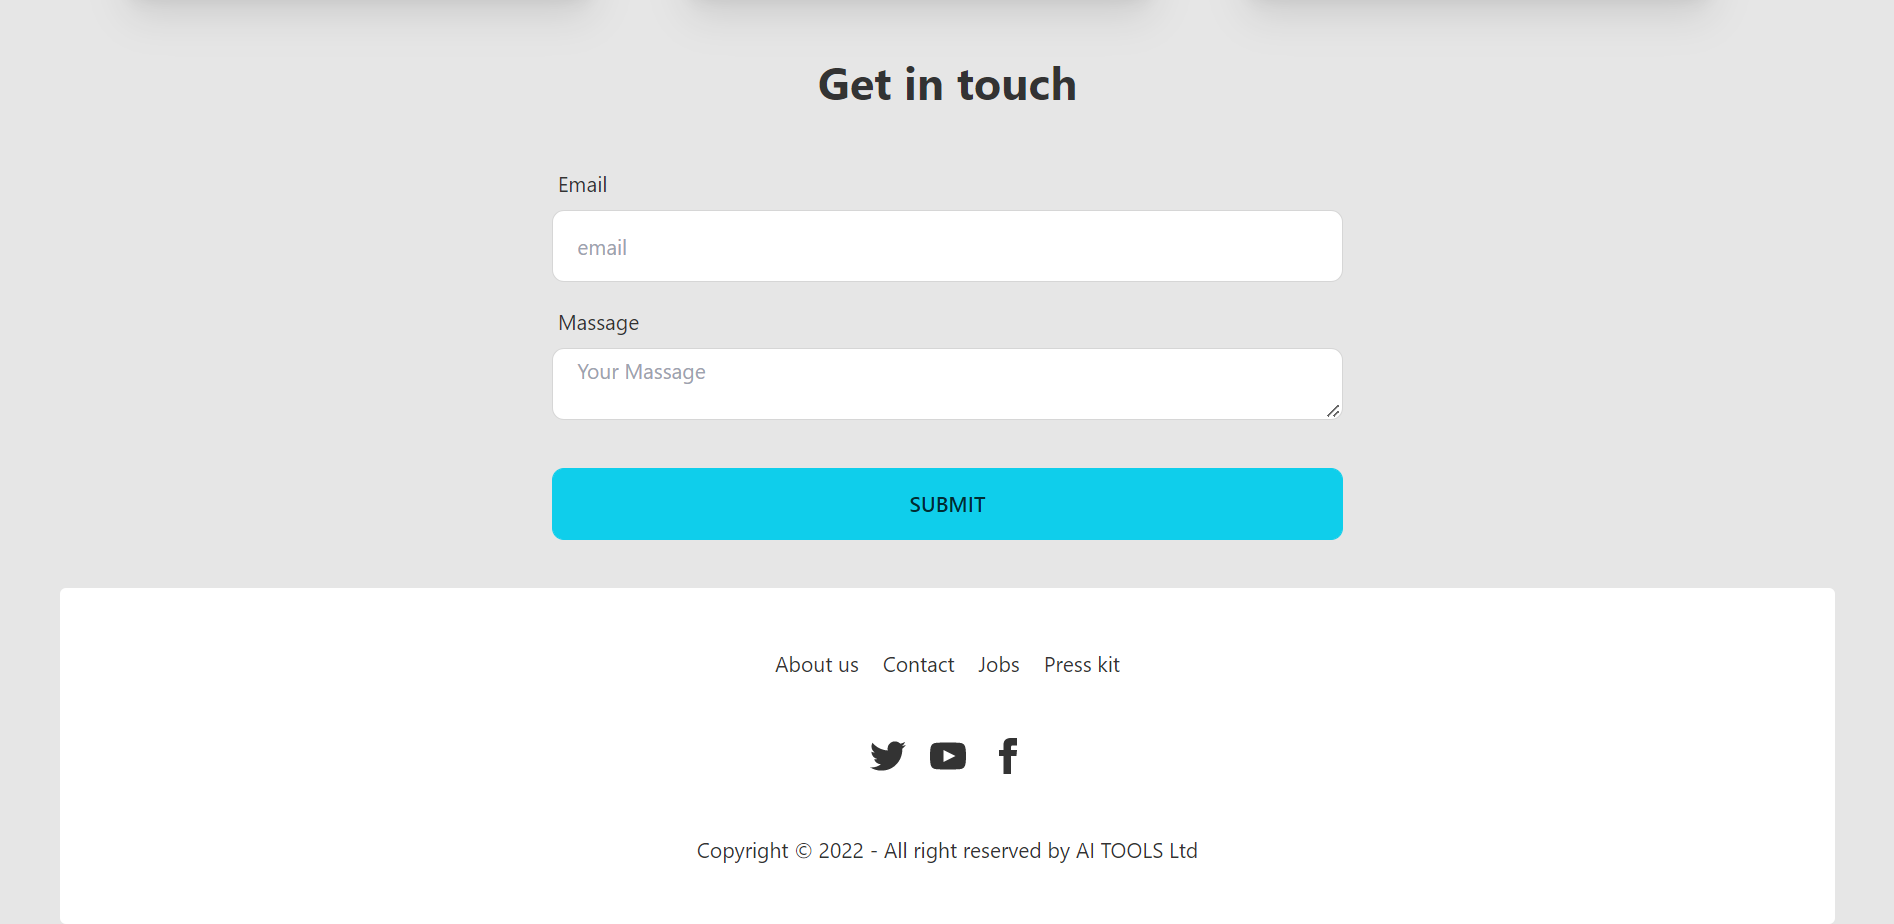 Get in touch
Email
email
Massage
Your Massage
SUBMIT
About us Contact Jobs Press kit
Copyright © 2022 - All right reserved by AI TOOLS Ltd